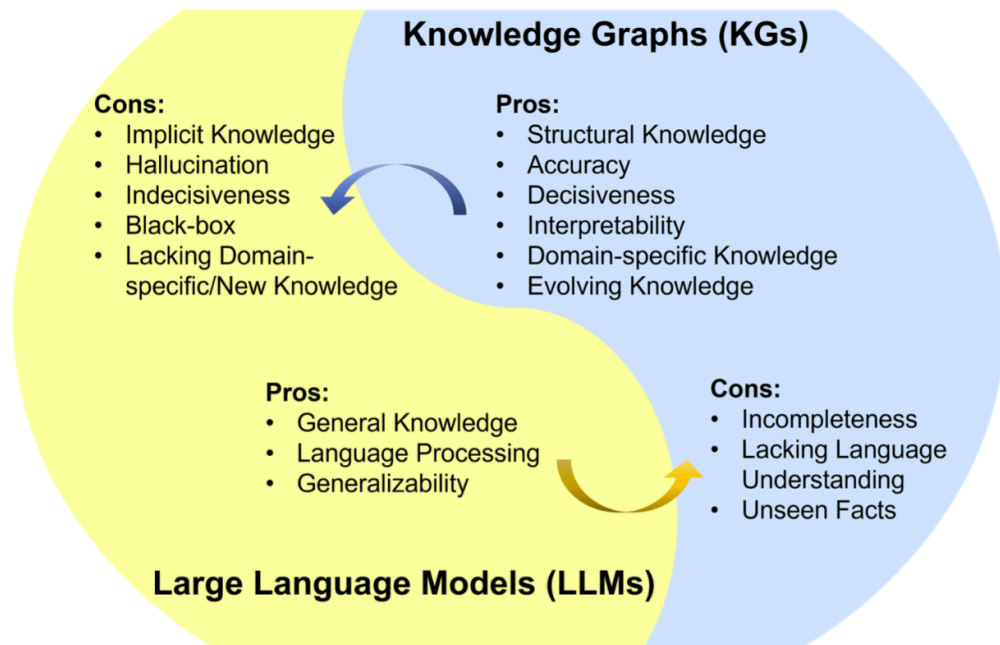 Knowledge Graphs (KGs)
Cons:
• Implicit Knowledge
• Hallucination
• Indecisiveness
• Black-box
• Lacking Domain-
specific/New Knowledge
Pros:
• Structural Knowledge
• Accuracy
• Decisiveness
• Interpretability
• Domain-specific Knowledge
• Evolving Knowledge
Pros:
• General Knowledge
• Language Processing
• Generalizability
Cons:
• Incompleteness
• Lacking Language
Understanding
• Unseen Facts
Large Language Models (LLMs)